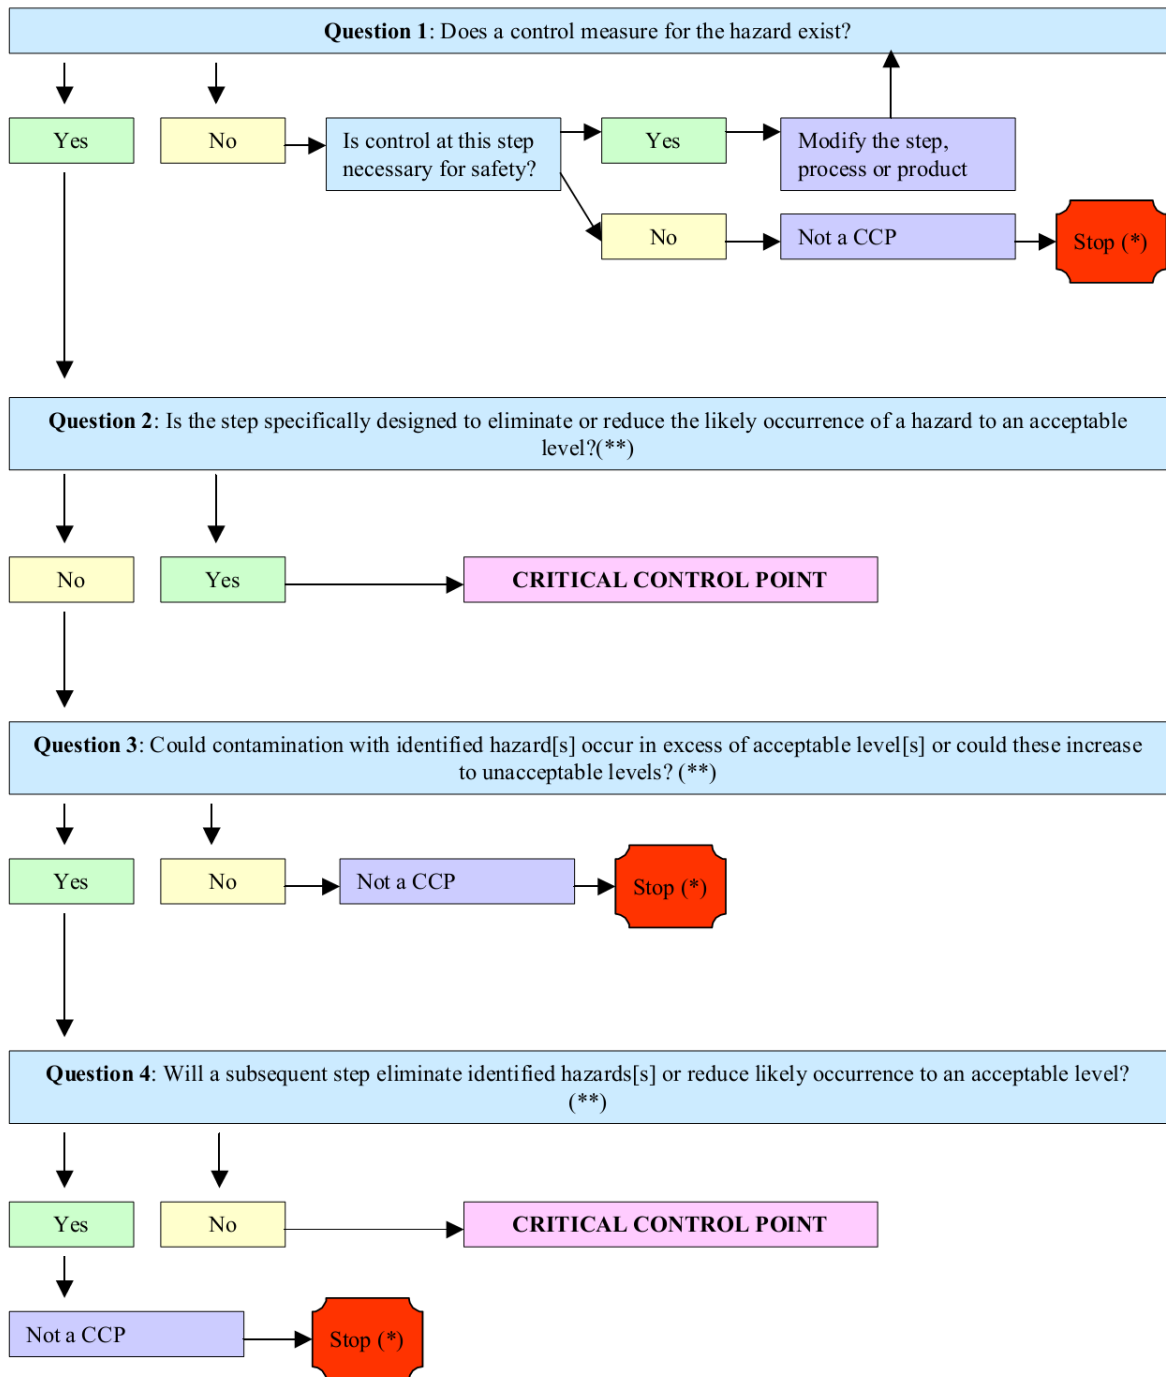 Question 1: Does a control measure for the hazard exist?
Yes
No
Is control at this step
necessary for safety?
Yes
Modify the step,
process or product
No
Not a CCP
Stop (*)
Question 2: Is the step specifically designed to eliminate or reduce the likely occurrence of a hazard to an acceptable
level?(**)
No
Yes
CRITICAL CONTROL POINT
Question 3: Could contamination with identified hazard[s] occur in excess of acceptable level[s] or could these increase
to unacceptable levels? (**)
Yes
No
Not a CCP
Stop (*)
Question 4: Will a subsequent step eliminate identified hazards[s] or reduce likely occurrence to an acceptable level?
(**)
Yes
No
CRITICAL CONTROL POINT
Not a CCP
Stop (*)